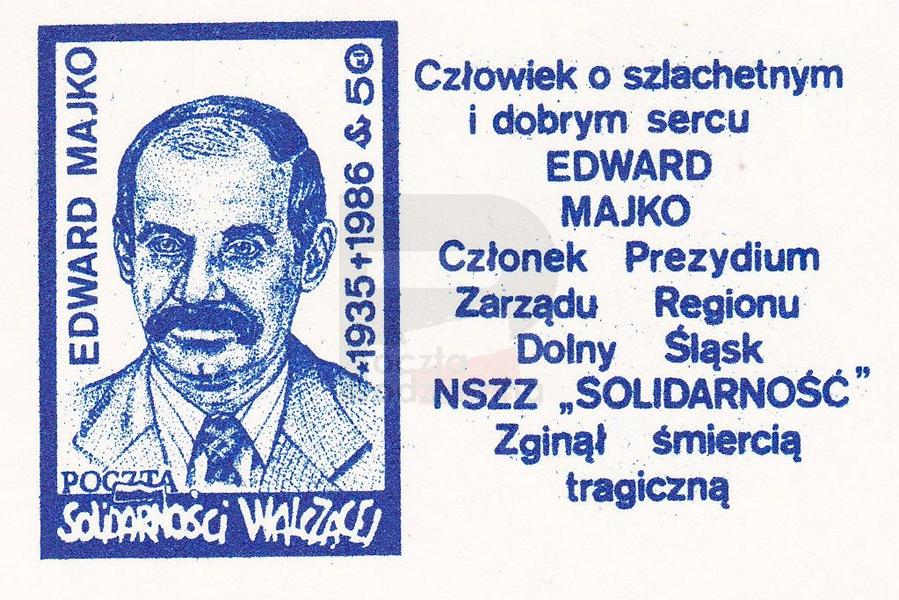 EDWARD MAJKO
*1935+1986 & 50
POCZTA
SOLIDARNOŚCI WALCZĄCEJ
Człowiek o szlachetnym
i dobrym sercu
EDWARD
MAJKO
Członek Prezydium
Zarządu Regionu
Dolny Śląsk
NSZZ „SOLIDARNOŚĆ”
Zginął śmiercią
tragiczną